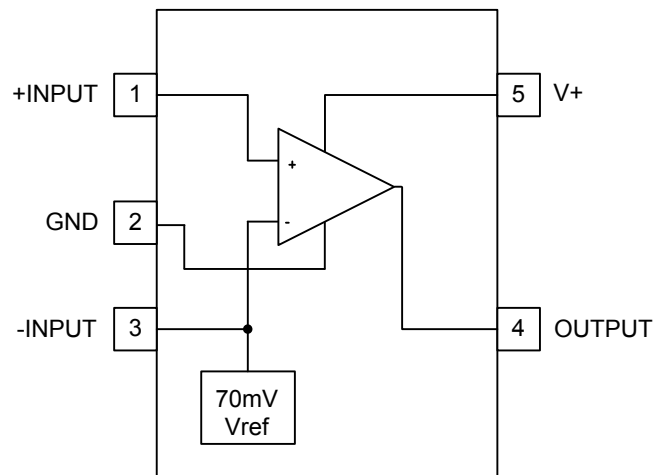 +INPUT 1
5 V+
+
GND 2
-
-INPUT 3
4 OUTPUT
70mV
Vref